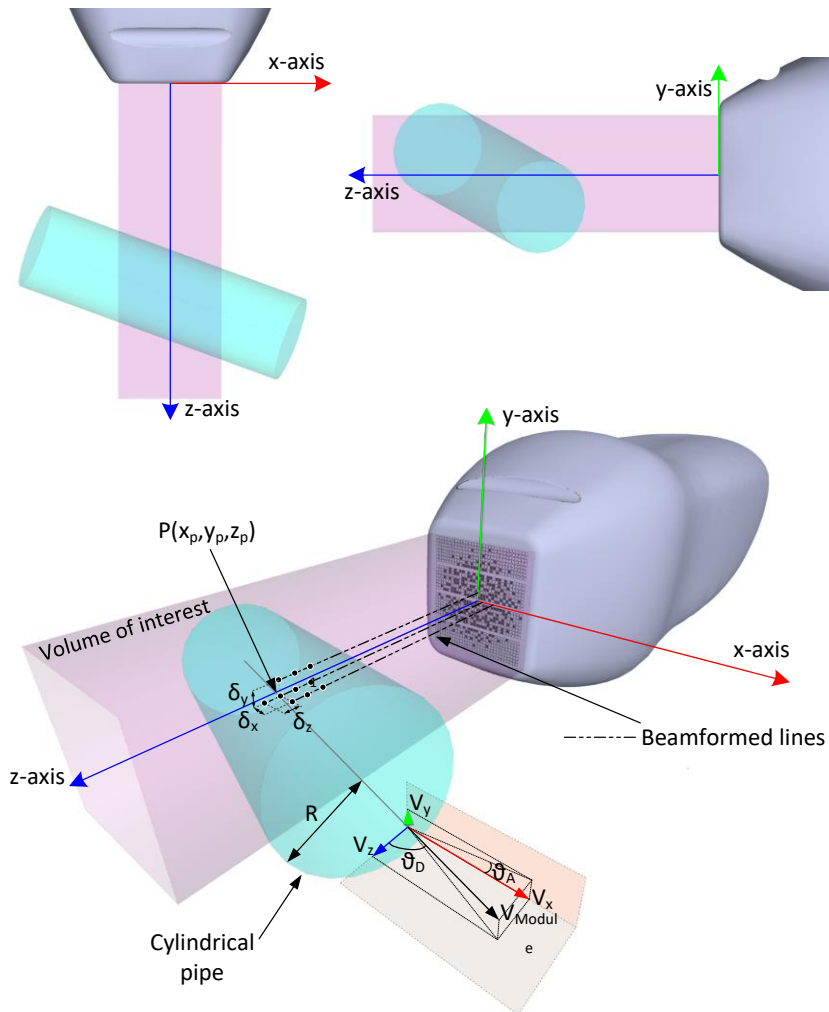 x-axis
y-axis
z-axis
z-axis
y-axis
P(xₚ,yₚ,zₚ)
Volume of interest
x-axis
δy
δx
δz
Beamformed lines
z-axis
R
Vy
Vz
ϑD
ϑA
Vx
VModul
e
Cylindrical
pipe